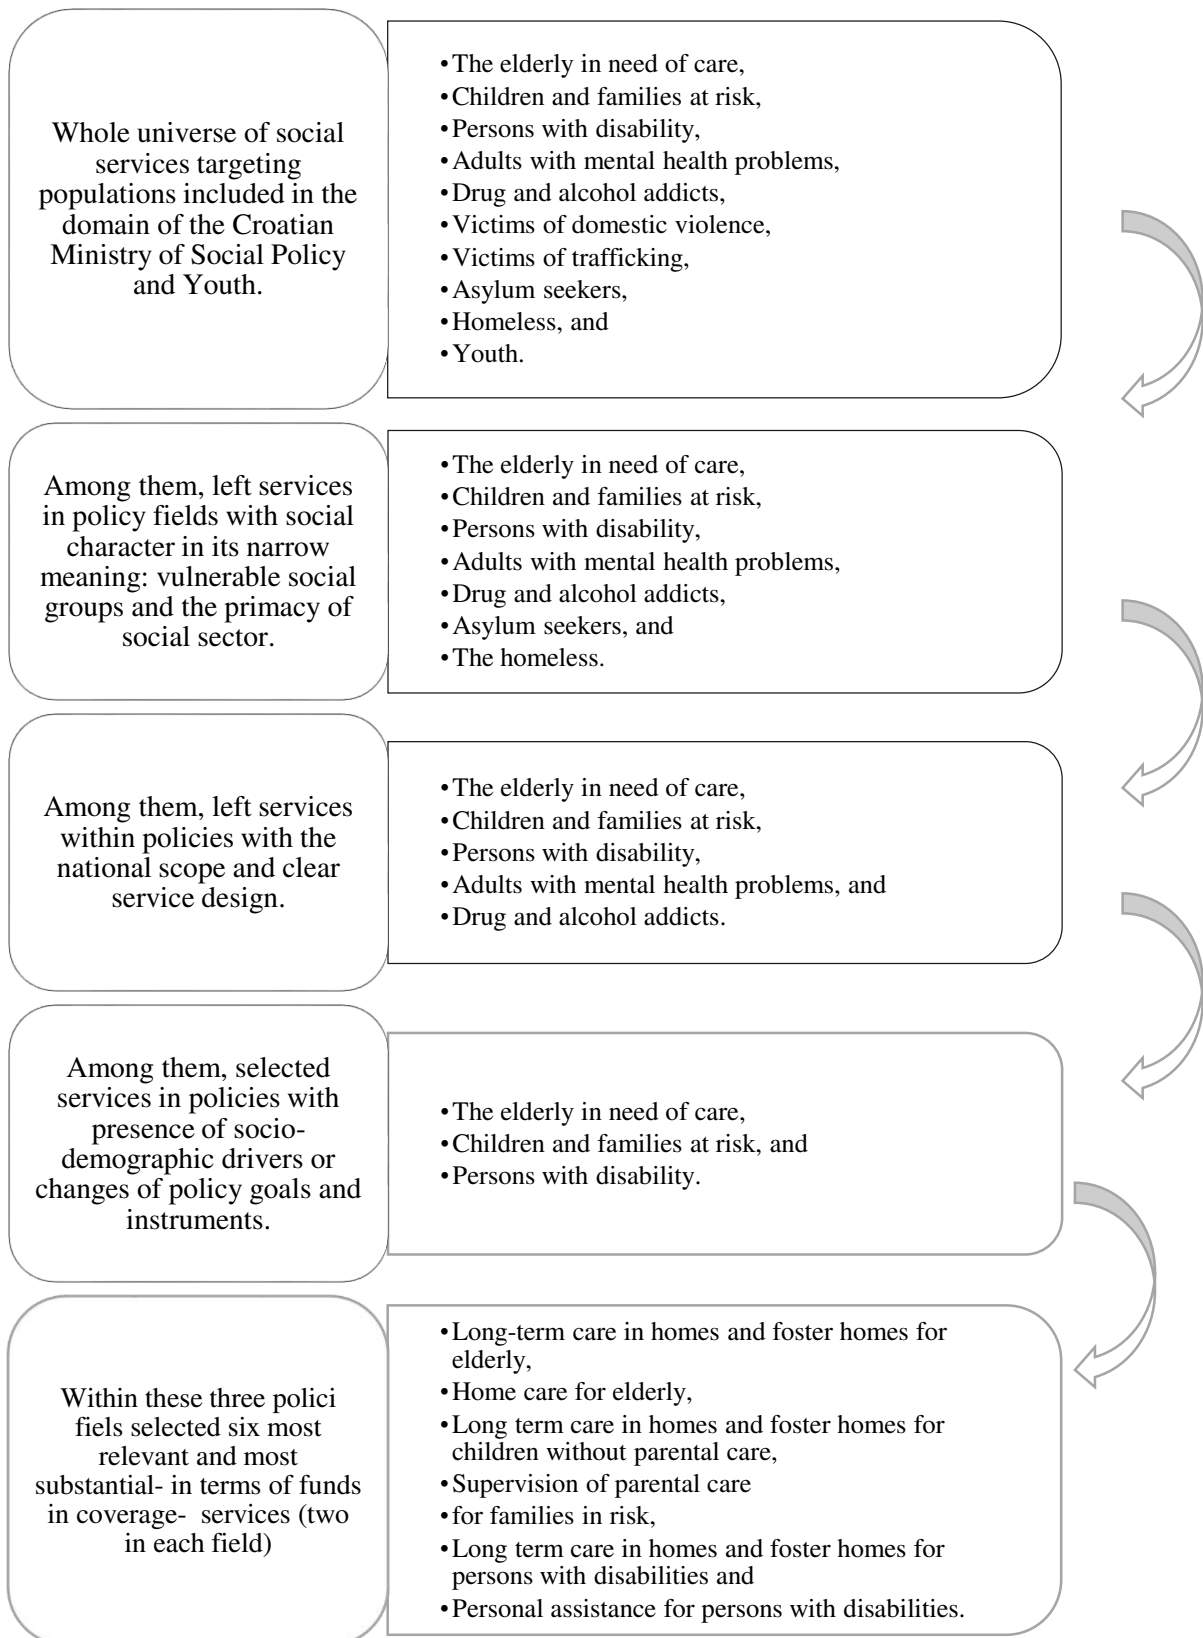 Whole universe of social
services targeting
populations included in the
domain of the Croatian
Ministry of Social Policy
and Youth.
•The elderly in need of care,
•Children and families at risk,
•Persons with disability,
•Adults with mental health problems,
•Drug and alcohol addicts,
•Victims of domestic violence,
•Victims of trafficking,
•Asylum seekers,
•Homeless, and
•Youth.
Among them, left services
in policy fields with social
character in its narrow
meaning: vulnerable social
groups and the primacy of
social sector.
•The elderly in need of care,
•Children and families at risk,
•Persons with disability,
•Adults with mental health problems,
•Drug and alcohol addicts,
•Asylum seekers, and
•The homeless.
Among them, left services
within policies with the
national scope and clear
service design.
•The elderly in need of care,
•Children and families at risk,
•Persons with disability,
•Adults with mental health problems, and
•Drug and alcohol addicts.
Among them, selected
services in policies with
presence of socio-
demographic drivers or
changes of policy goals and
instruments.
•The elderly in need of care,
•Children and families at risk, and
•Persons with disability.
Within these three polici
fiels selected six most
relevant and most
substantial- in terms of funds
in coverage- services (two
in each field)
•Long-term care in homes and foster homes for
elderly,
•Home care for elderly,
•Long term care in homes and foster homes for
children without parental care,
•Supervision of parental care
•for families in risk,
•Long term care in homes and foster homes for
persons with disabilities and
•Personal assistance for persons with disabilities.